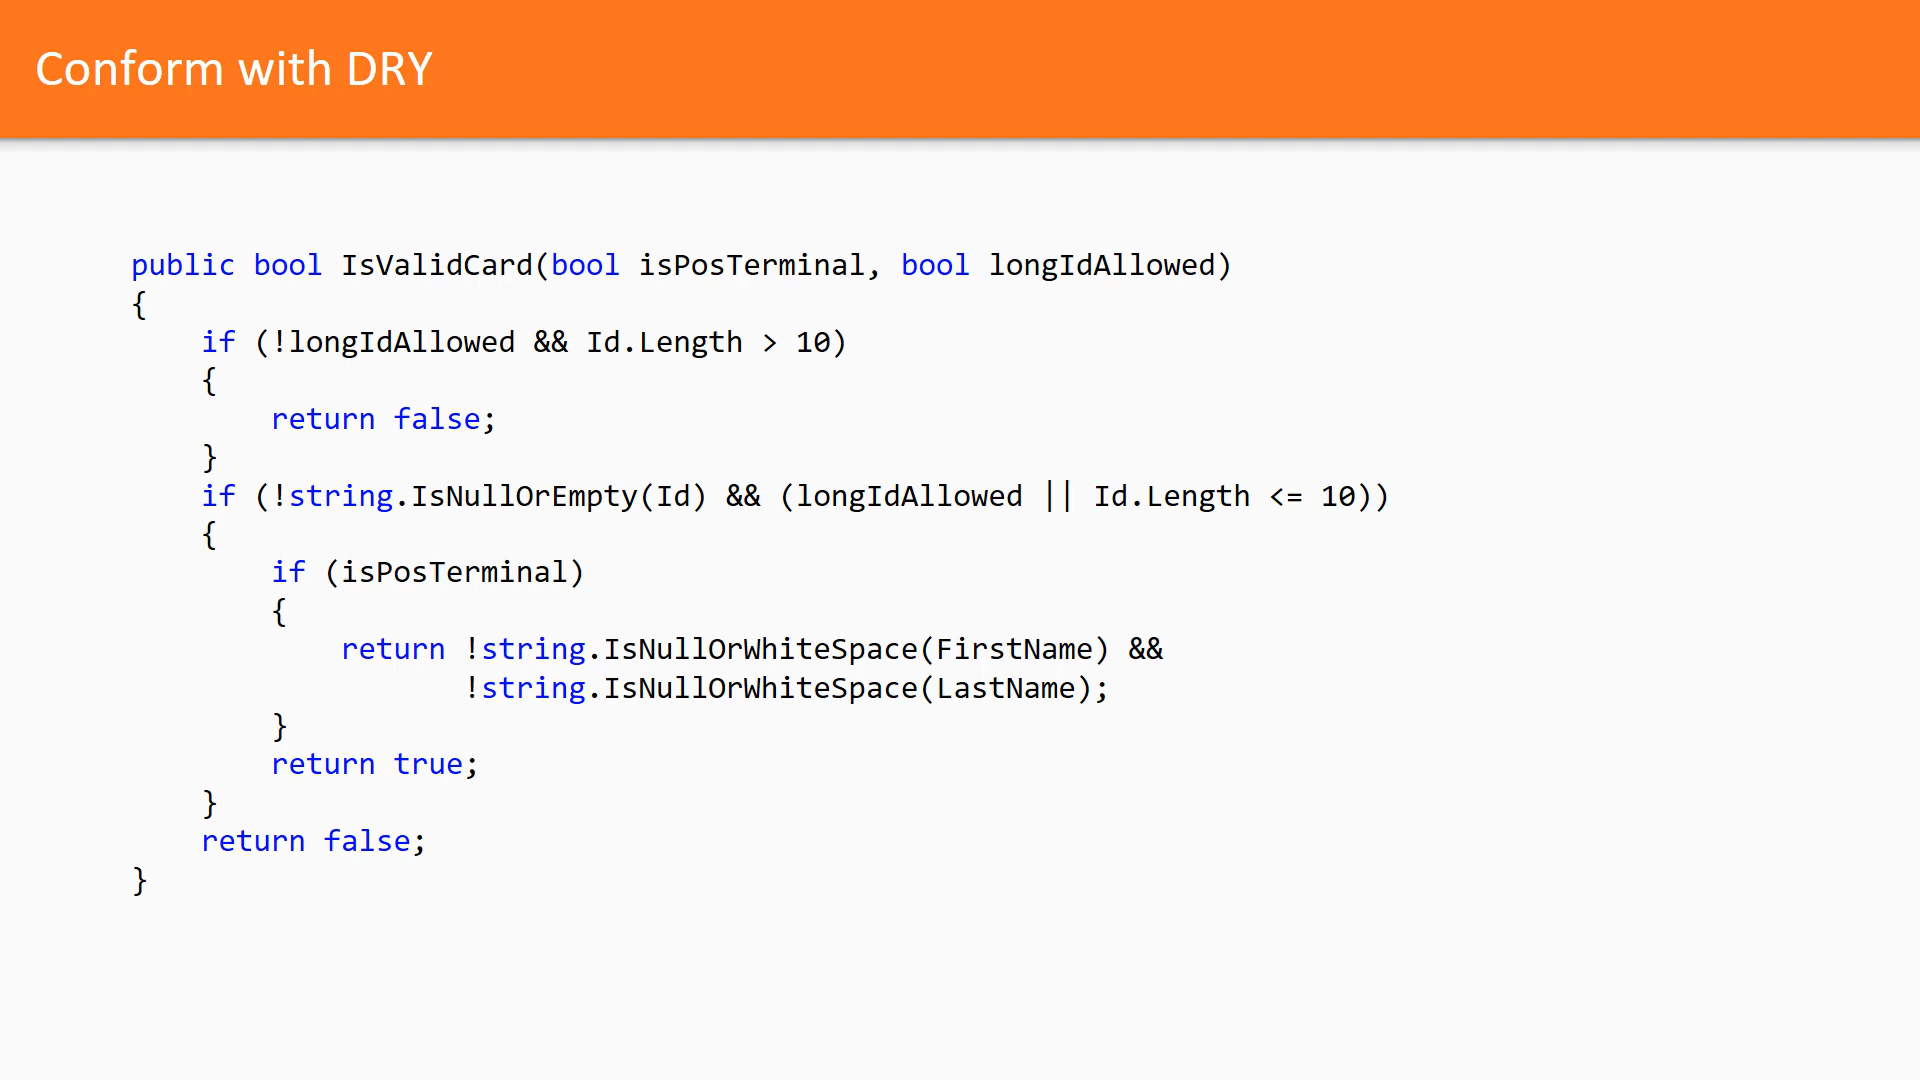 Conform with DRY
public bool IsValidCard(bool isPosTerminal, bool longIdAllowed)
{
    if (!longIdAllowed && Id.Length > 10)
    {
        return false;
    }
    if (!string.IsNullOrEmpty(Id) && (longIdAllowed || Id.Length <= 10))
    {
        if (isPosTerminal)
        {
            return !string.IsNullOrWhiteSpace(FirstName) &&
                   !string.IsNullOrWhiteSpace(LastName);
        }
        return true;
    }
    return false;
}